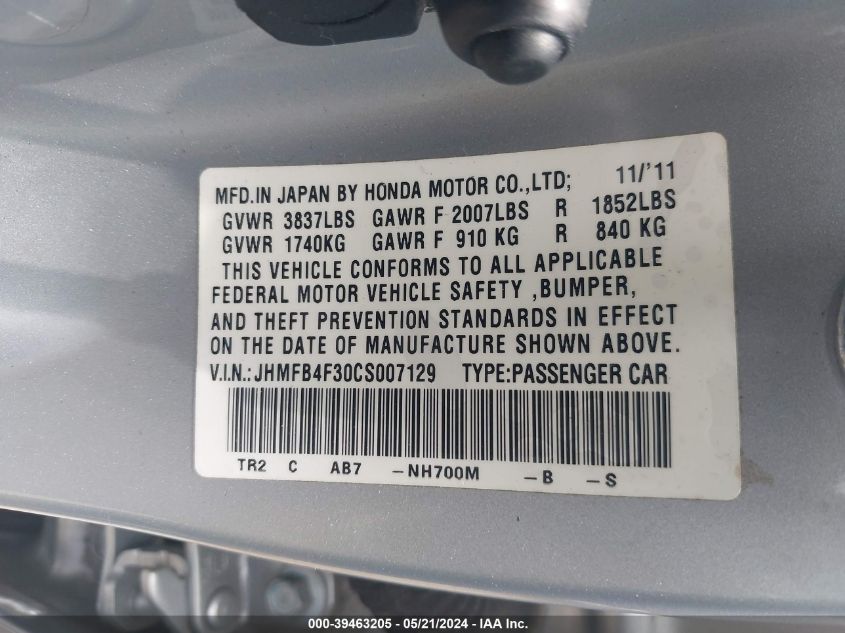 MFD.IN JAPAN BY HONDA MOTOR CO.,LTD; 11/'11
GVWR 3837LBS GAWR F 2007LBS R 1852LBS
GVWR 1740KG GAWR F 910 KG R 840 KG
THIS VEHICLE CONFORMS TO ALL APPLICABLE
FEDERAL MOTOR VEHICLE SAFETY ,BUMPER,
AND THEFT PREVENTION STANDARDS IN EFFECT
ON THE DATE OF MANUFACTURE SHOWN ABOVE.
V.I.N.:JHMFB4F30CS007129 TYPE:PASSENGER CAR
TR2 C AB7 -NH700M -B -S
000-39463205 - 05/21/2024 - IAA Inc.